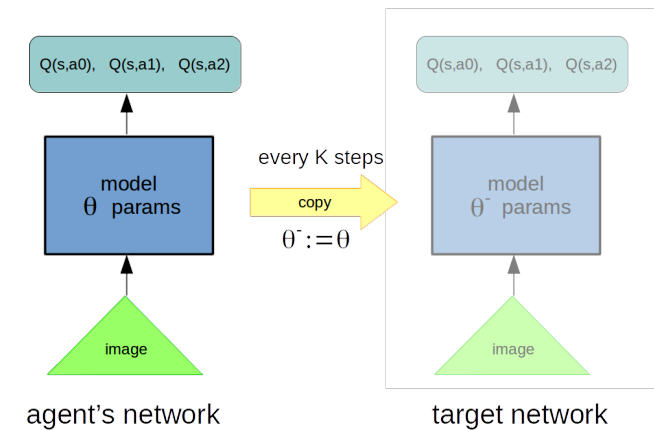 Q(s,a0), Q(s,a1), Q(s,a2)
model
θ params
image
agent's network
every K steps
copy
θ⁻:=θ
Q(s,a0), Q(s,a1), Q(s,a2)
model
θ⁻ params
image
target network